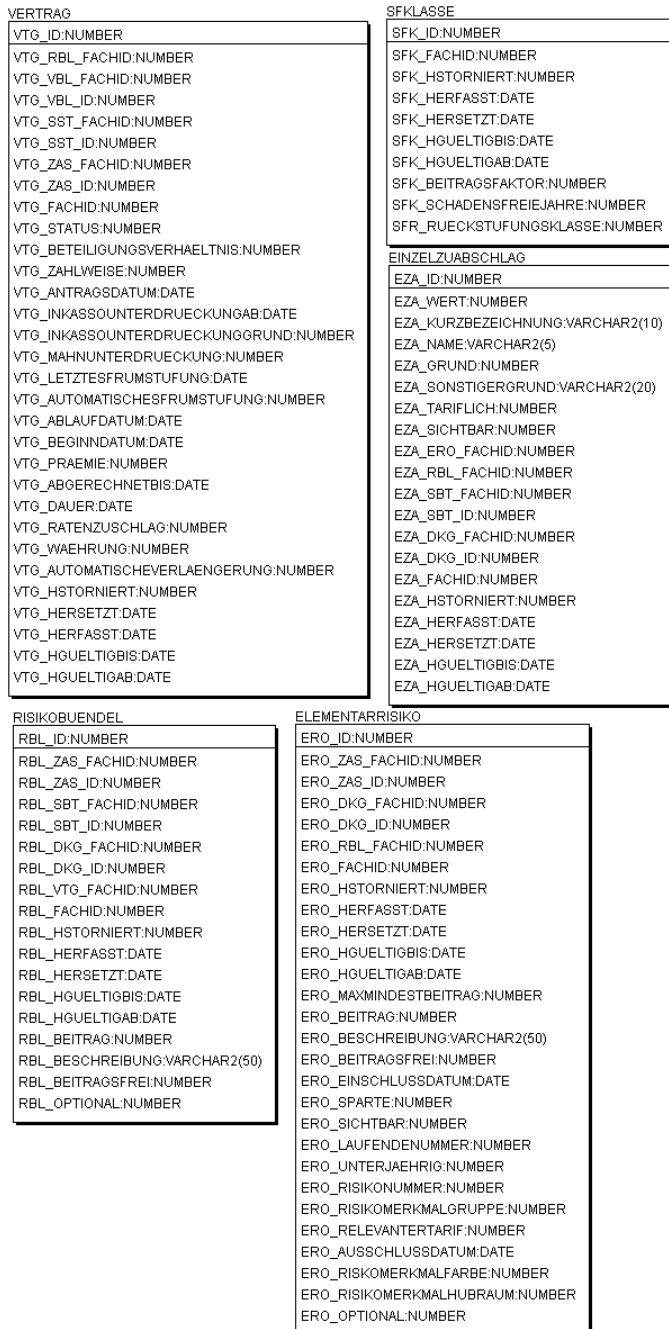 VERTRAG
VTG_ID:NUMBER
VTG_RBL_FACHID:NUMBER
VTG_VBL_FACHID:NUMBER
VTG_VBL_ID:NUMBER
VTG_SST_FACHID:NUMBER
VTG_SST_ID:NUMBER
VTG_ZAS_FACHID:NUMBER
VTG_ZAS_ID:NUMBER
VTG_FACHID:NUMBER
VTG_STATUS:NUMBER
VTG_BETEILIGUNGSVERHAELTNIS:NUMBER
VTG_ZAHLWEISE:NUMBER
VTG_ANTRAGSDATUM:DATE
VTG_INKASSOUNTERDRUECKUNGAB:DATE
VTG_INKASSOUNTERDRUECKUNGGRUND:NUMBER
VTG_MAHNUNTERDRUECKUNG:NUMBER
VTG_LETZTESFRUMSTUFUNG:DATE
VTG_AUTOMATISCHESFRUMSTUFUNG:NUMBER
VTG_ABLAUFDATUM:DATE
VTG_BEGINNDATUM:DATE
VTG_PRAEMIE:NUMBER
VTG_ABGERECHNETBIS:DATE
VTG_DAUER:DATE
VTG_RATENZUSCHLAG:NUMBER
VTG_WAEHRUNG:NUMBER
VTG_AUTOMATISCHEVERLAENGERUNG:NUMBER
VTG_HSTORNIERT:NUMBER
VTG_HERSETZT:DATE
VTG_HERFASST:DATE
VTG_HGUELTIGBIS:DATE
VTG_HGUELTIGAB:DATE
SFKLASSE
SFK_ID:NUMBER
SFK_FACHID:NUMBER
SFK_HSTORNIERT:NUMBER
SFK_HERFASST:DATE
SFK_HERSETZT:DATE
SFK_HGUELTIGBIS:DATE
SFK_HGUELTIGAB:DATE
SFK_BEITRAGSFAKTOR:NUMBER
SFK_SCHADENSFREIEJAHRE:NUMBER
SFR_RUECKSTUFUNGSKLASSE:NUMBER
EINZELZUABSCHLAG
EZA_ID:NUMBER
EZA_WERT:NUMBER
EZA_KURZBEZEICHNUNG:VARCHAR2(10)
EZA_NAME:VARCHAR2(5)
EZA_GRUND:NUMBER
EZA_SONSTIGERGRUND:VARCHAR2(20)
EZA_TARIFLICH:NUMBER
EZA_SICHTBAR:NUMBER
EZA_ERO_FACHID:NUMBER
EZA_RBL_FACHID:NUMBER
EZA_SBT_FACHID:NUMBER
EZA_SBT_ID:NUMBER
EZA_DKG_FACHID:NUMBER
EZA_DKG_ID:NUMBER
EZA_FACHID:NUMBER
EZA_HSTORNIERT:NUMBER
EZA_HERFASST:DATE
EZA_HERSETZT:DATE
EZA_HGUELTIGBIS:DATE
EZA_HGUELTIGAB:DATE
RISIKOBUENDEL
RBL_ID:NUMBER
RBL_ZAS_FACHID:NUMBER
RBL_ZAS_ID:NUMBER
RBL_SBT_FACHID:NUMBER
RBL_SBT_ID:NUMBER
RBL_DKG_FACHID:NUMBER
RBL_DKG_ID:NUMBER
RBL_VTG_FACHID:NUMBER
RBL_FACHID:NUMBER
RBL_HSTORNIERT:NUMBER
RBL_HERFASST:DATE
RBL_HERSETZT:DATE
RBL_HGUELTIGBIS:DATE
RBL_HGUELTIGAB:DATE
RBL_BEITRAG:NUMBER
RBL_BESCHREIBUNG:VARCHAR2(50)
RBL_BEITRAGSFREI:NUMBER
RBL_OPTIONAL:NUMBER
ELEMENTARRISIKO
ERO_ID:NUMBER
ERO_ZAS_FACHID:NUMBER
ERO_ZAS_ID:NUMBER
ERO_DKG_FACHID:NUMBER
ERO_DKG_ID:NUMBER
ERO_RBL_FACHID:NUMBER
ERO_FACHID:NUMBER
ERO_HSTORNIERT:NUMBER
ERO_HERFASST:DATE
ERO_HERSETZT:DATE
ERO_HGUELTIGBIS:DATE
ERO_HGUELTIGAB:DATE
ERO_MAXMINDESTBEITRAG:NUMBER
ERO_BEITRAG:NUMBER
ERO_BESCHREIBUNG:VARCHAR2(50)
ERO_BEITRAGSFREI:NUMBER
ERO_EINSCHLUSSDATUM:DATE
ERO_SPARTE:NUMBER
ERO_SICHTBAR:NUMBER
ERO_LAUFENDENUMMER:NUMBER
ERO_UNTERJAEHRIG:NUMBER
ERO_RISIKONUMMER:NUMBER
ERO_RISIKOMERKMALGRUPPE:NUMBER
ERO_RELEVANTERTARIF:NUMBER
ERO_AUSSCHLUSSDATUM:DATE
ERO_RISKOMERKMALFARBE:NUMBER
ERO_RISIKOMERKMALHUBRAUM:NUMBER
ERO_OPTIONAL:NUMBER